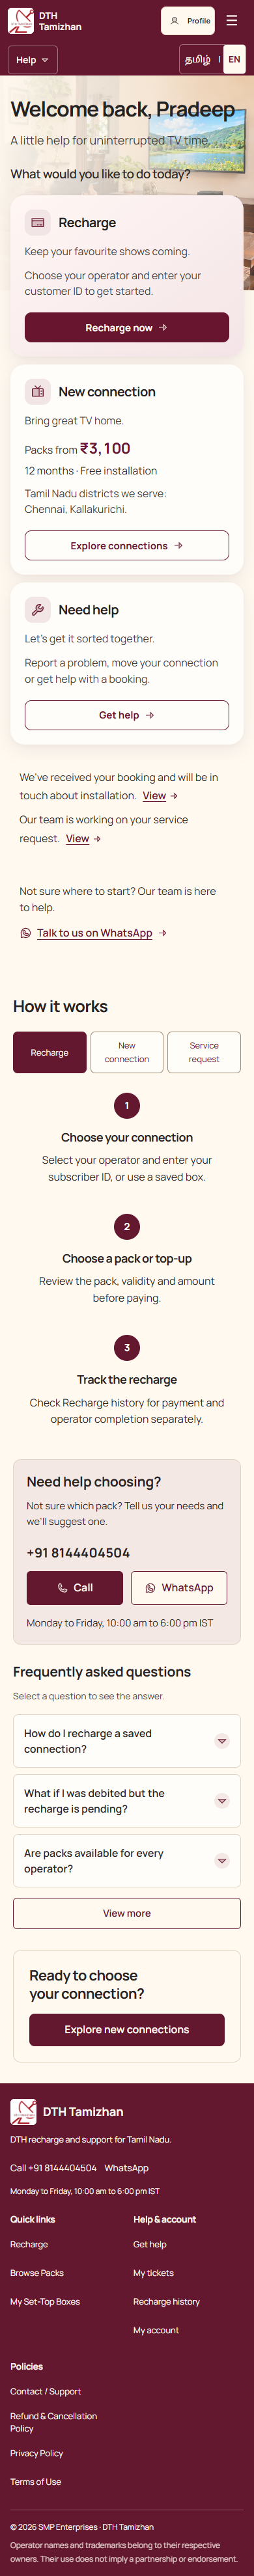 DTH
Tamizhan
Profile
Help
தமிழ் | EN
Welcome back, Pradeep
A little help for uninterrupted TV time.
What would you like to do today?
Recharge
Keep your favourite shows coming.
Choose your operator and enter your
customer ID to get started.
Recharge now
New connection
Bring great TV home.
Packs from ₹3,100
12 months · Free installation
Tamil Nadu districts we serve:
Chennai, Kallakurichi.
Explore connections
Need help
Let's get it sorted together.
Report a problem, move your connection
or get help with a booking.
Get help
We've received your booking and will be in
touch about installation. View
Our team is working on your service
request. View
Not sure where to start? Our team is here
to help.
Talk to us on WhatsApp
How it works
Recharge
New
connection
Service
request
1
Choose your connection
Select your operator and enter your
subscriber ID, or use a saved box.
2
Choose a pack or top-up
Review the pack, validity and amount
before paying.
3
Track the recharge
Check Recharge history for payment and
operator completion separately.
Need help choosing?
Not sure which pack? Tell us your needs and
we'll suggest one.
+91 8144404504
Call
WhatsApp
Monday to Friday, 10:00 am to 6:00 pm IST
Frequently asked questions
Select a question to see the answer.
How do I recharge a saved
connection?
What if I was debited but the
recharge is pending?
Are packs available for every
operator?
View more
Ready to choose
your connection?
Explore new connections
DTH Tamizhan
DTH recharge and support for Tamil Nadu.
Call +91 8144404504 WhatsApp
Monday to Friday, 10:00 am to 6:00 pm IST
Quick links
Recharge
Browse Packs
My Set-Top Boxes
Help & account
Get help
My tickets
Recharge history
My account
Policies
Contact / Support
Refund & Cancellation
Policy
Privacy Policy
Terms of Use
© 2026 SMP Enterprises · DTH Tamizhan
Operator names and trademarks belong to their respective
owners. Their use does not imply a partnership or endorsement.